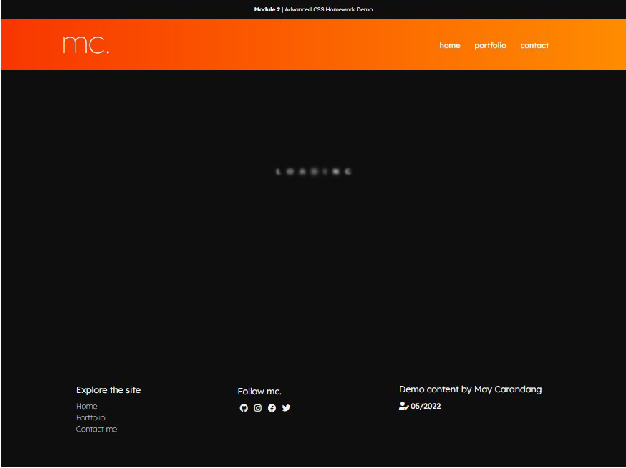 Module 2 | Advanced CSS Homework Demo
mc.
home portfolio contact
LOADING
Explore the site
Home
Portfolio
Contact me
Follow mc.
Demo content by May Carandang
05/2022